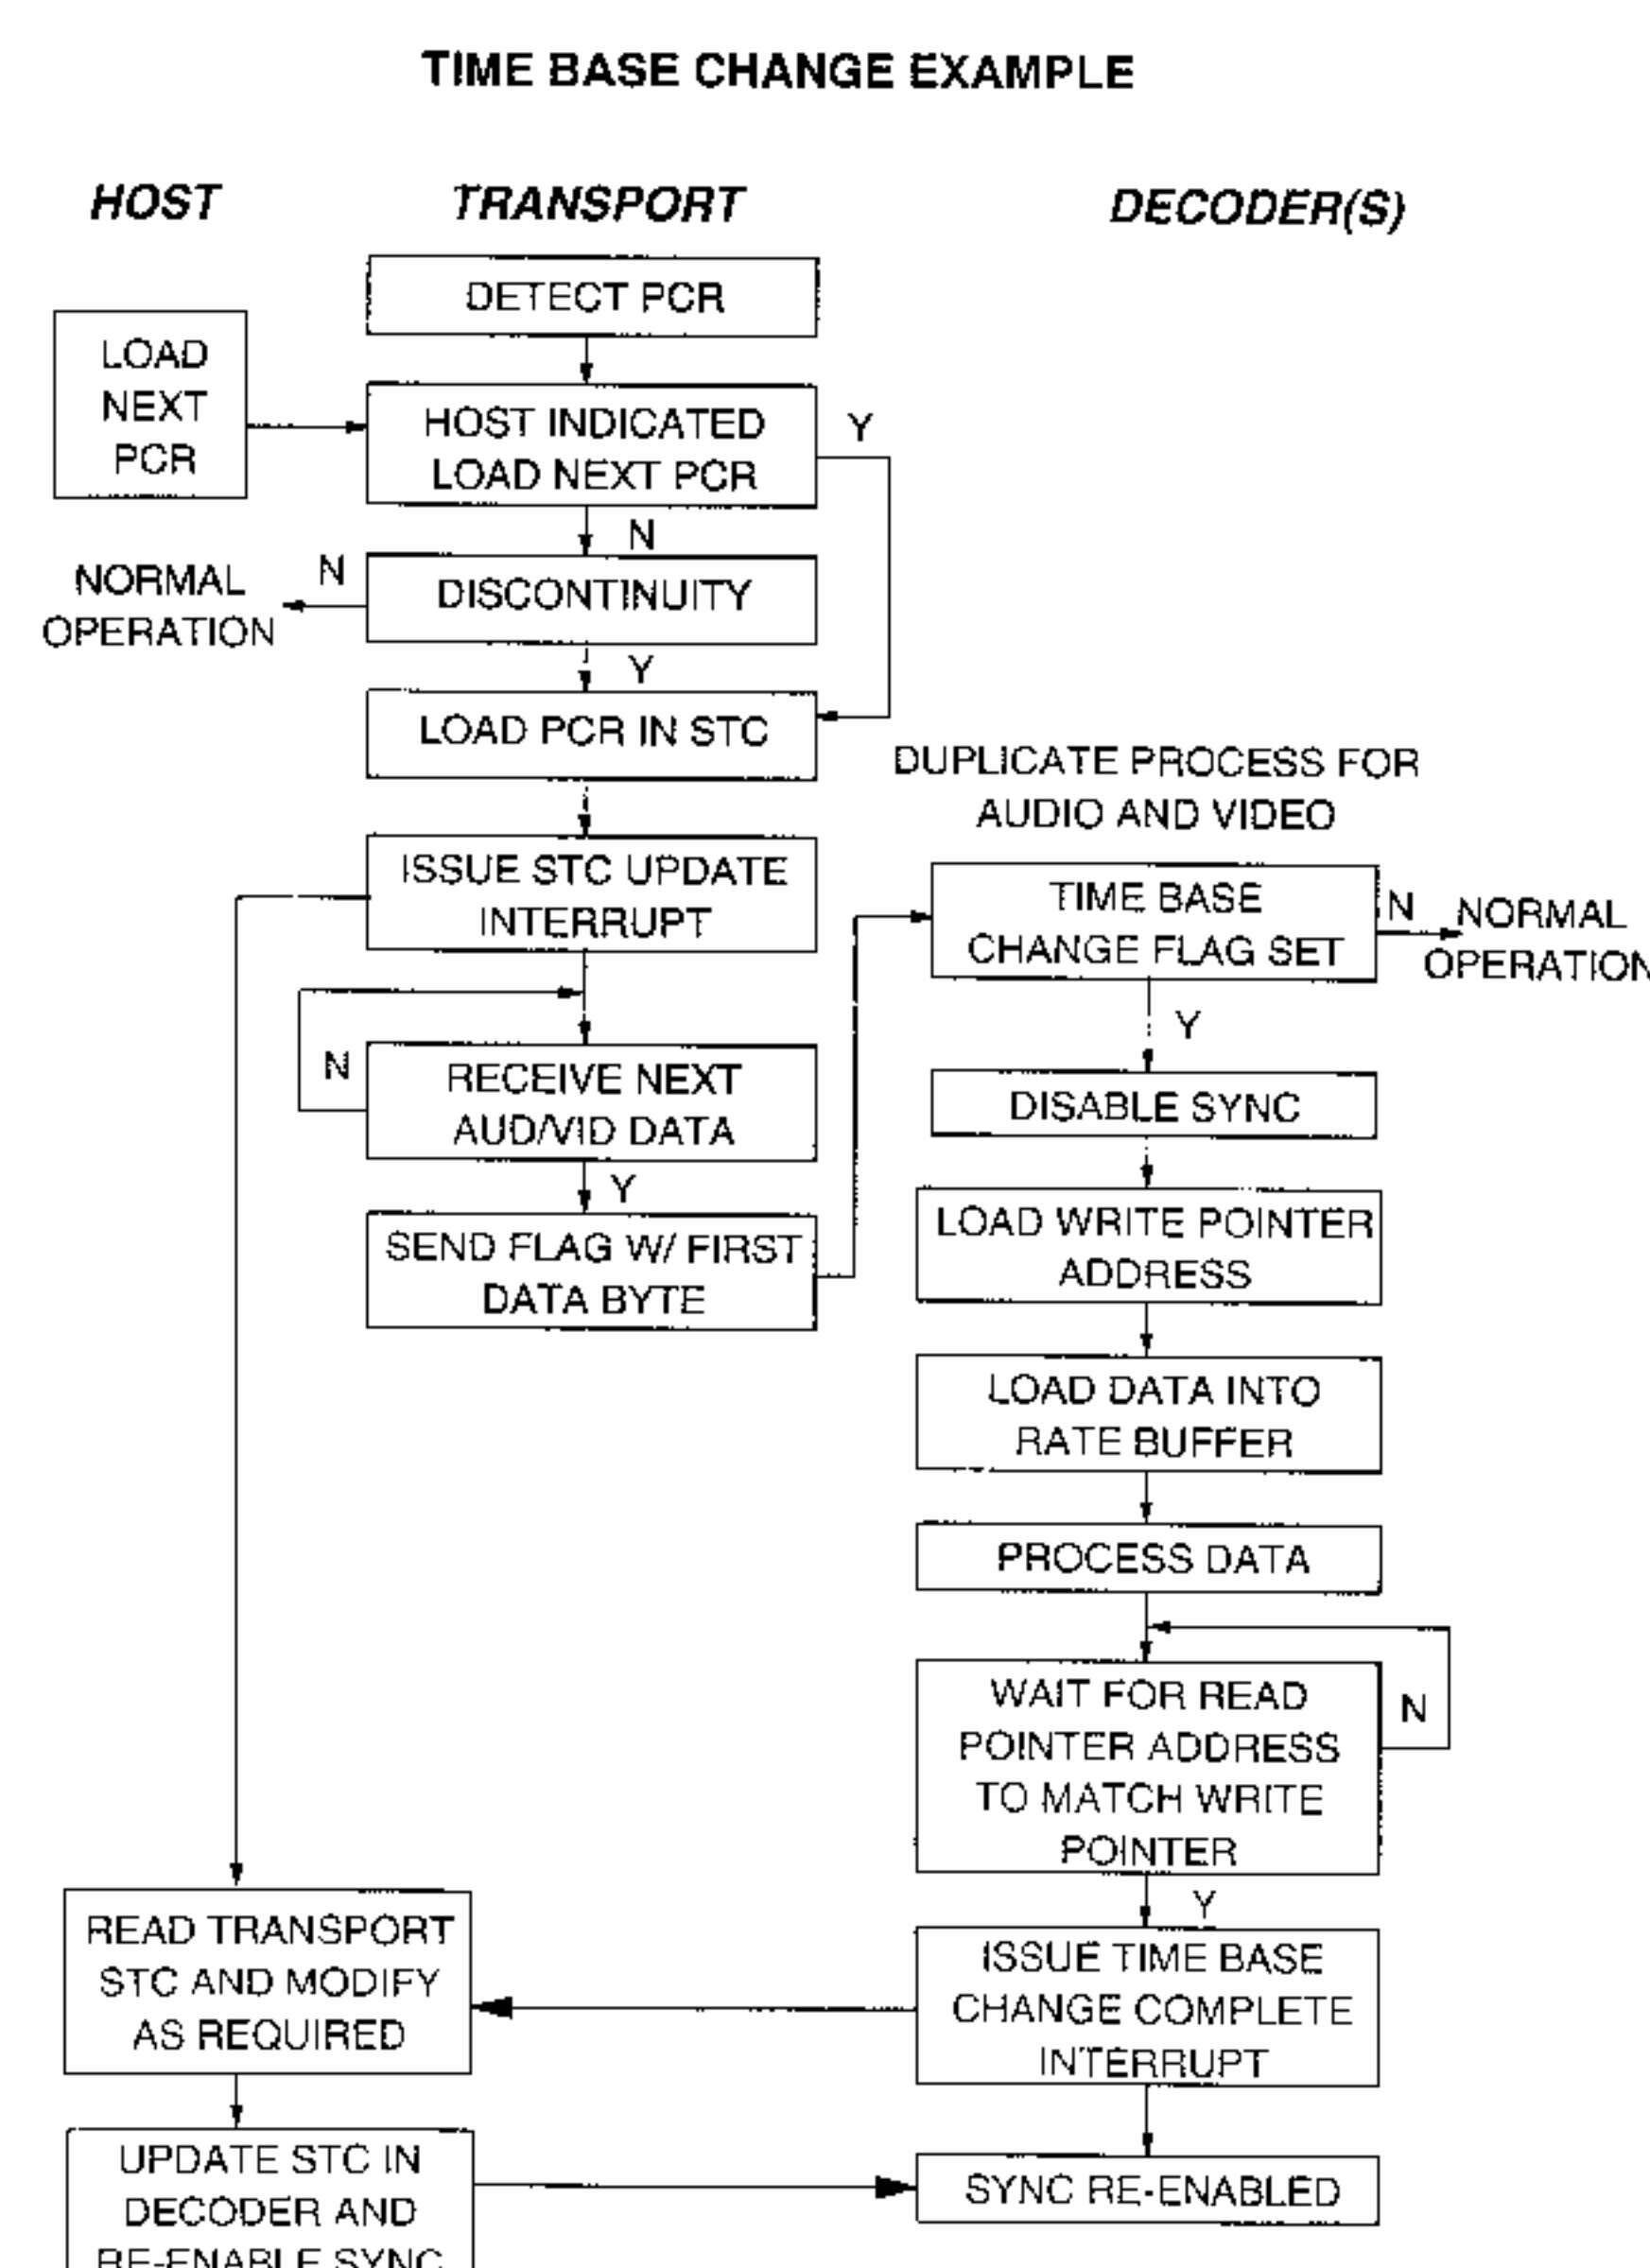 TIME BASE CHANGE EXAMPLE
HOST
TRANSPORT
DECODER(S)
DETECT PCR
LOAD
NEXT
PCR
HOST INDICATED
LOAD NEXT PCR
Y
N
DISCONTINUITY
N
NORMAL
OPERATION
Y
LOAD PCR IN STC
DUPLICATE PROCESS FOR
AUDIO AND VIDEO
ISSUE STC UPDATE
INTERRUPT
TIME BASE
CHANGE FLAG SET
N
NORMAL
OPERATION
Y
N
RECEIVE NEXT
AUD/VID DATA
DISABLE SYNC
Y
SEND FLAG W/ FIRST
DATA BYTE
LOAD WRITE POINTER
ADDRESS
LOAD DATA INTO
RATE BUFFER
PROCESS DATA
WAIT FOR READ
POINTER ADDRESS
TO MATCH WRITE
POINTER
N
Y
READ TRANSPORT
STC AND MODIFY
AS REQUIRED
ISSUE TIME BASE
CHANGE COMPLETE
INTERRUPT
UPDATE STC IN
DECODER AND
RE-ENABLE SYNC
SYNC RE-ENABLED